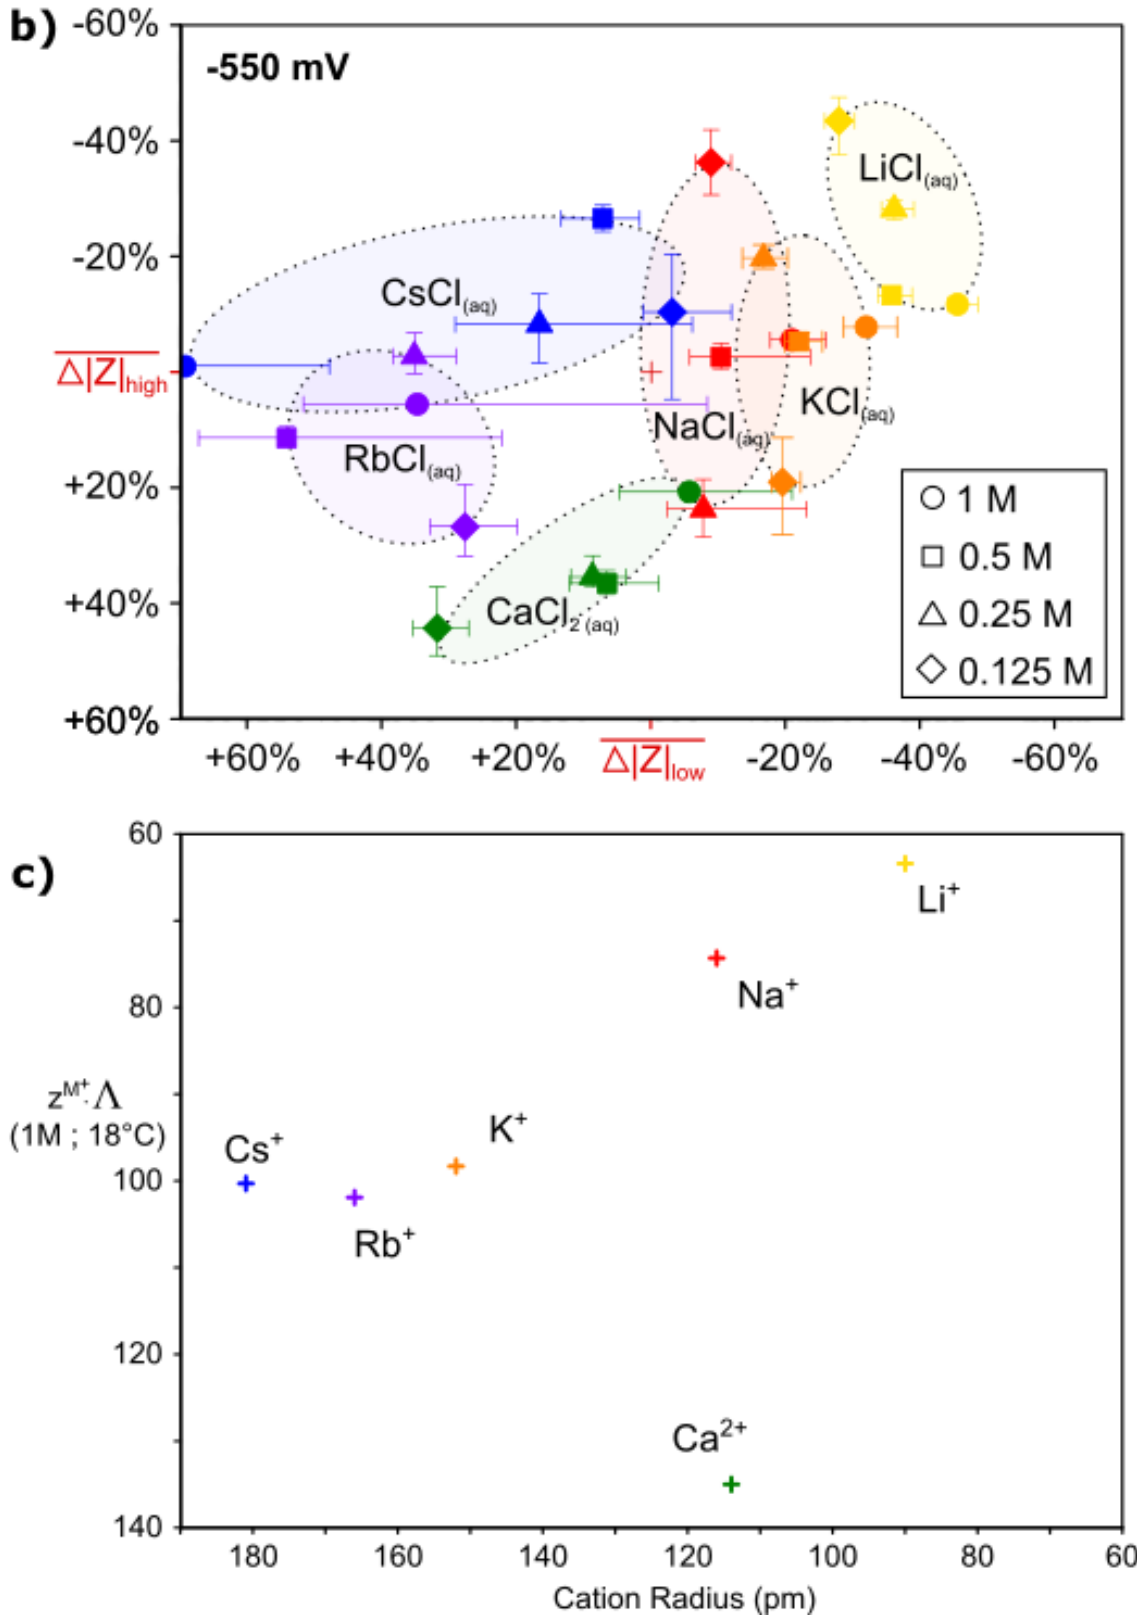 b)
-550 mV
-60%
-40%
-20%
Δ|Z|high
+20%
+40%
+60%
LiCl(aq)
CsCl(aq)
KCl(aq)
NaCl(aq)
RbCl(aq)
CaCl2 (aq)
1 M
0.5 M
0.25 M
0.125 M
+60% +40% +20% Δ|Z|low -20% -40% -60%
c)
60
80
100
120
140
zM+.Λ
(1M ; 18°C)
Li+
Na+
K+
Cs+
Rb+
Ca2+
180 160 140 120 100 80 60
Cation Radius (pm)